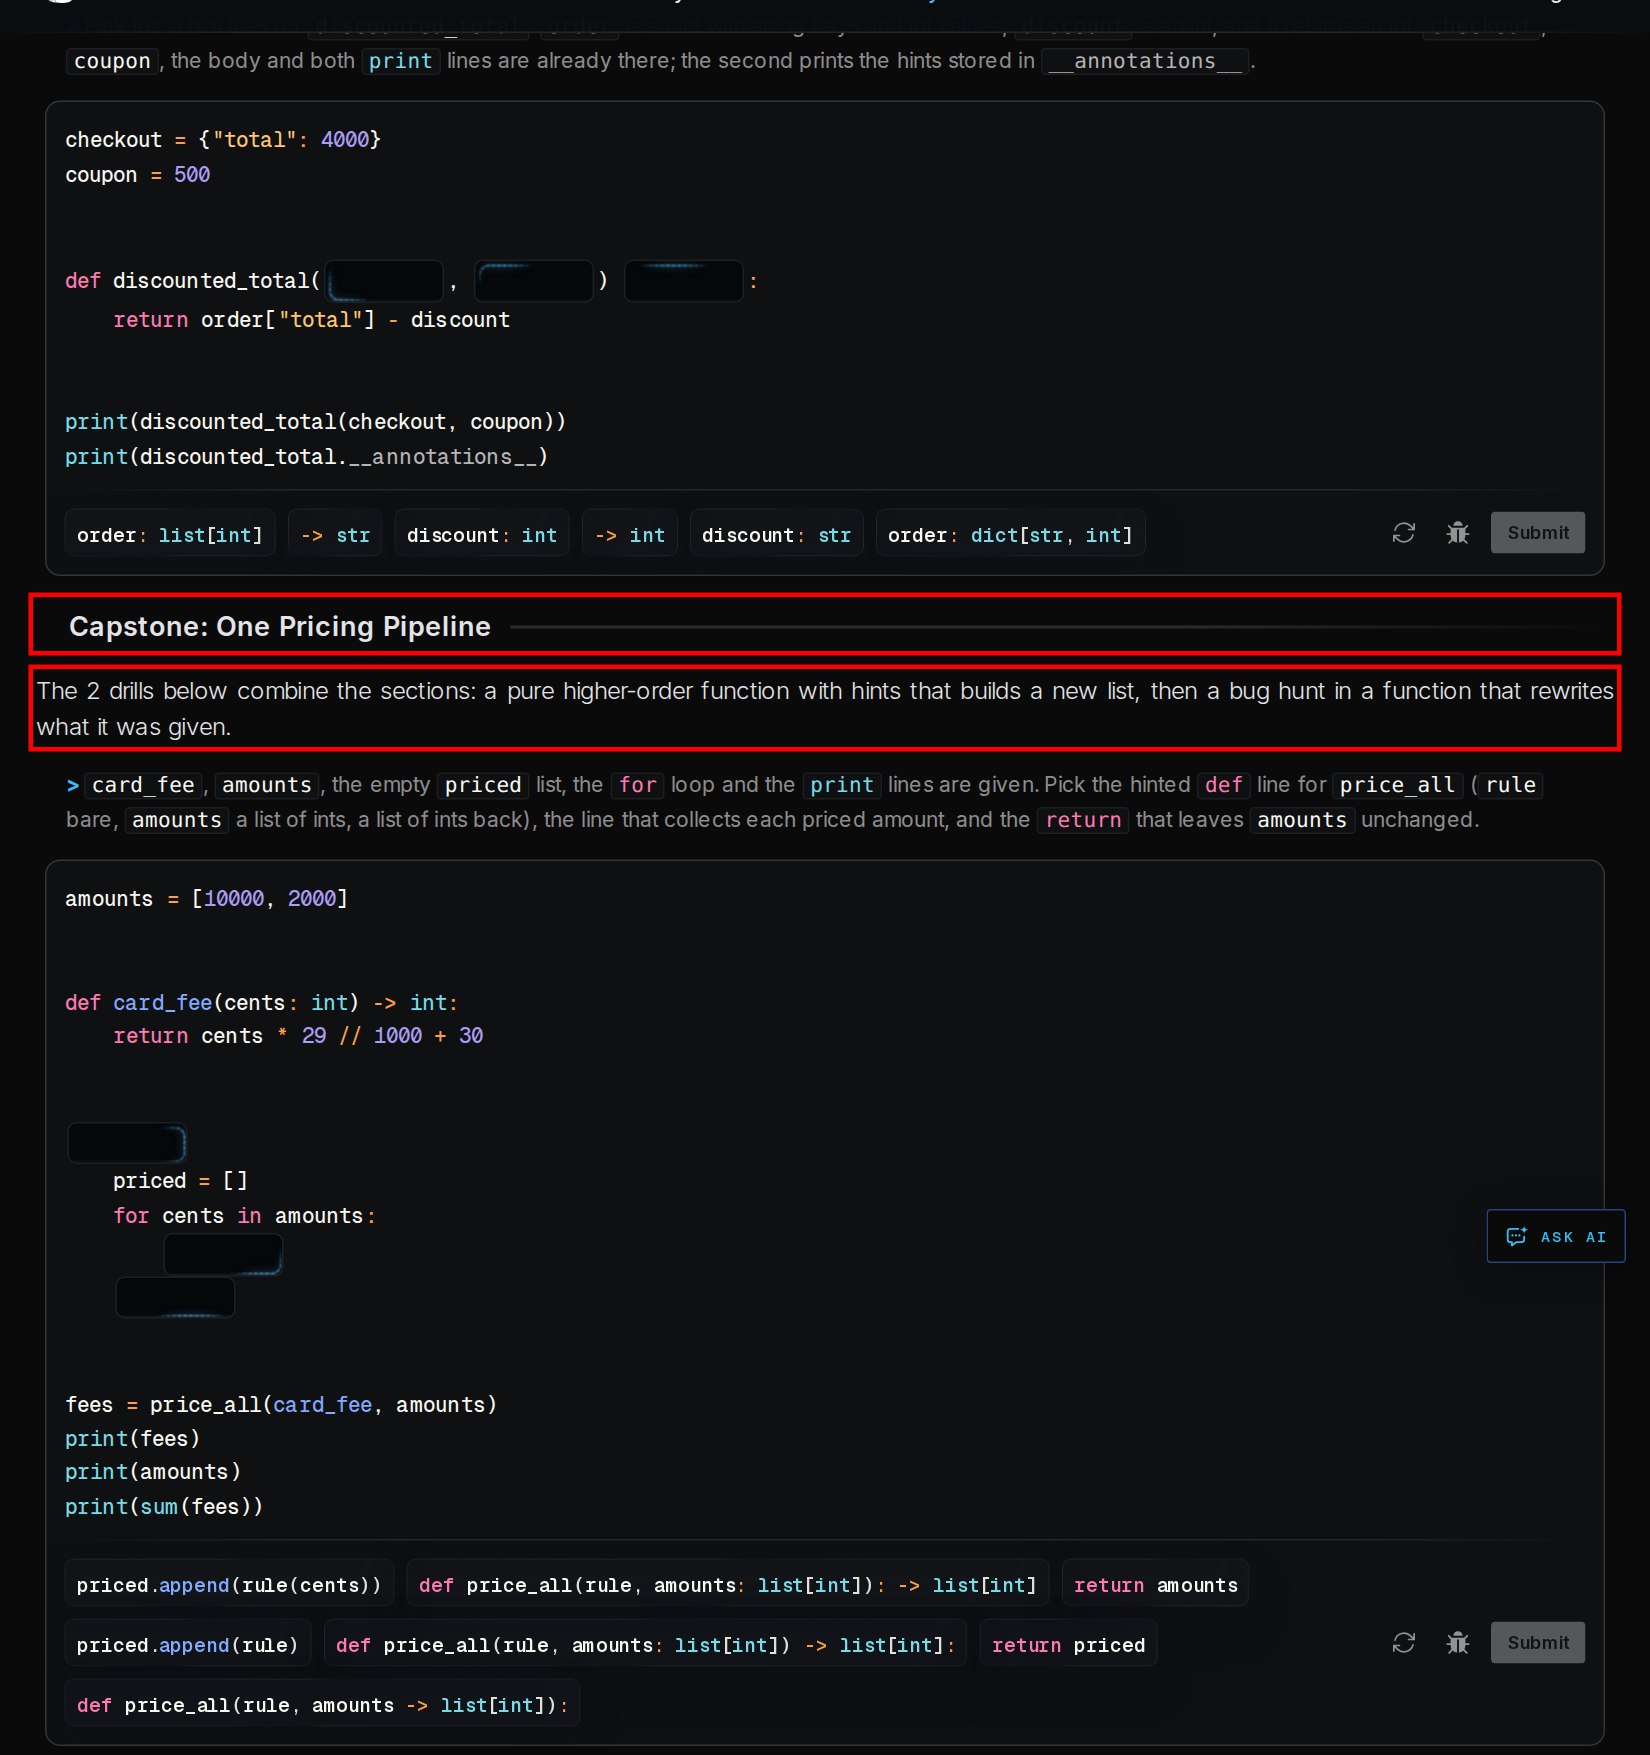 coupon, the body and both print lines are already there; the second prints the hints stored in __annotations__.
checkout = {"total": 4000}
coupon = 500
def discounted_total( , ) :
return order["total"] - discount
print(discounted_total(checkout, coupon))
print(discounted_total.__annotations__)
order: list[int] -> str discount: int -> int discount: str order: dict[str, int] Submit
Capstone: One Pricing Pipeline
The 2 drills below combine the sections: a pure higher-order function with hints that builds a new list, then a bug hunt in a function that rewrites
what it was given.
> card_fee, amounts, the empty priced list, the for loop and the print lines are given. Pick the hinted def line for price_all (rule
bare, amounts a list of ints, a list of ints back), the line that collects each priced amount, and the return that leaves amounts unchanged.
amounts = [10000, 2000]
def card_fee(cents: int) -> int:
return cents * 29 // 1000 + 30
priced = []
for cents in amounts:
ASK AI
fees = price_all(card_fee, amounts)
print(fees)
print(amounts)
print(sum(fees))
priced.append(rule(cents)) def price_all(rule, amounts: list[int]): -> list[int] return amounts
priced.append(rule) def price_all(rule, amounts: list[int]) -> list[int]: return priced Submit
def price_all(rule, amounts -> list[int]):